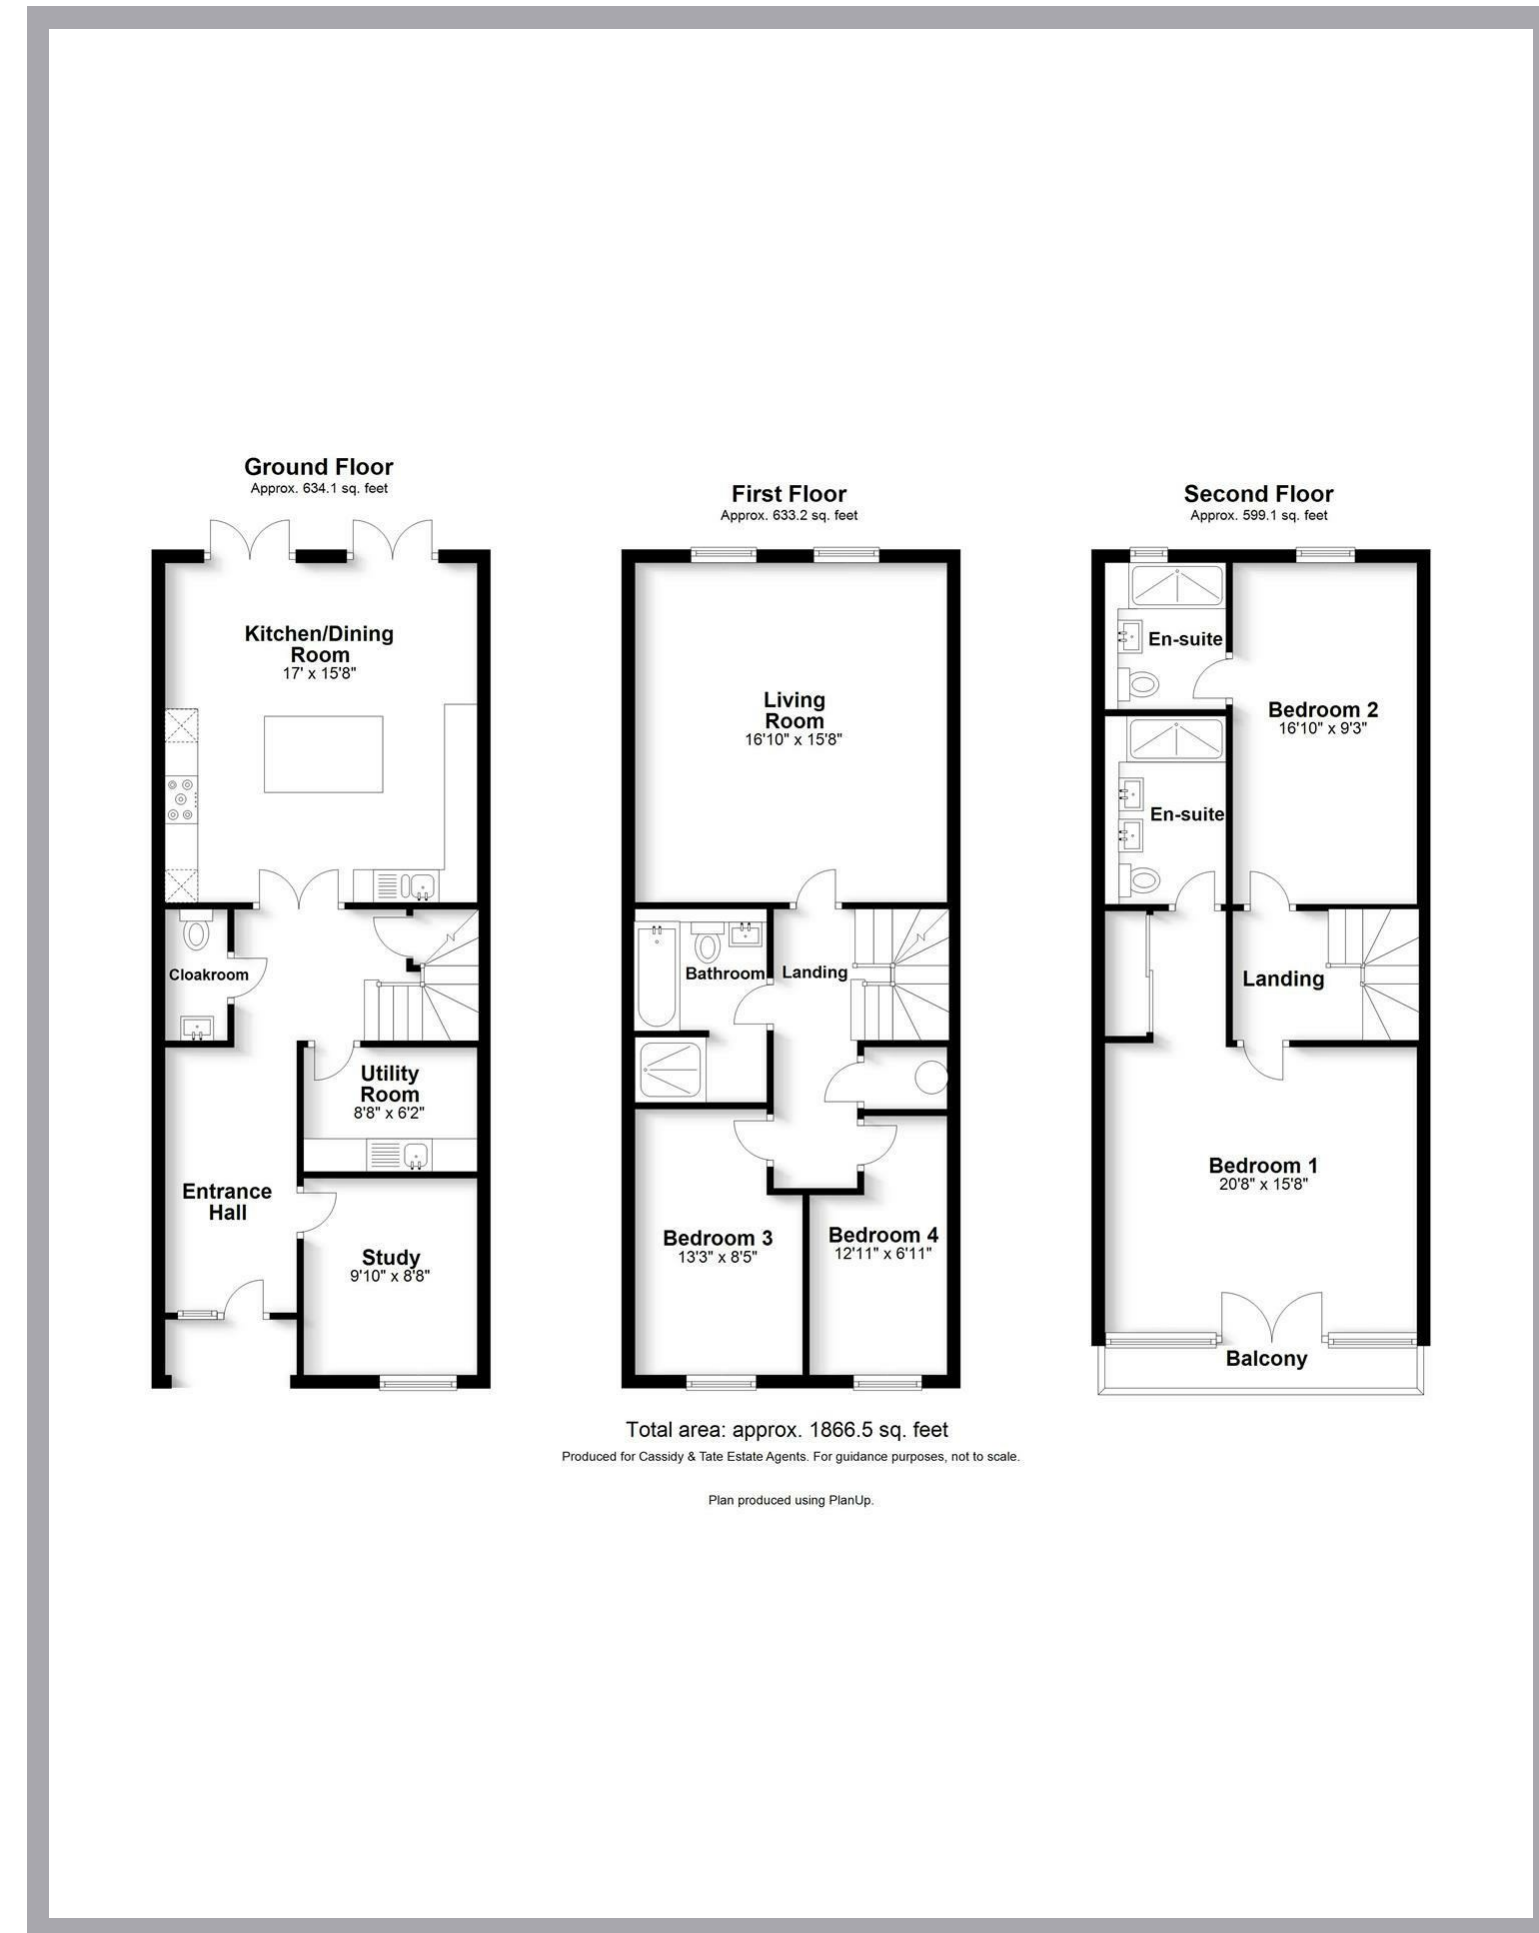 Ground Floor
Approx. 634.1 sq. feet
Kitchen/Dining
Room
17' x 15'8"
Cloakroom
Utility
Room
8'8" x 6'2"
Entrance
Hall
Study
9'10" x 8'8"
First Floor
Approx. 633.2 sq. feet
Living
Room
16'10" x 15'8"
Bathroom
Landing
Bedroom 3
13'3" x 8'5"
Bedroom 4
12'11" x 6'11"
Second Floor
Approx. 599.1 sq. feet
En-suite
Bedroom 2
16'10" x 9'3"
En-suite
Landing
Bedroom 1
20'8" x 15'8"
Balcony
Total area: approx. 1866.5 sq. feet
Produced for Cassidy & Tate Estate Agents. For guidance purposes, not to scale.
Plan produced using PlanUp.